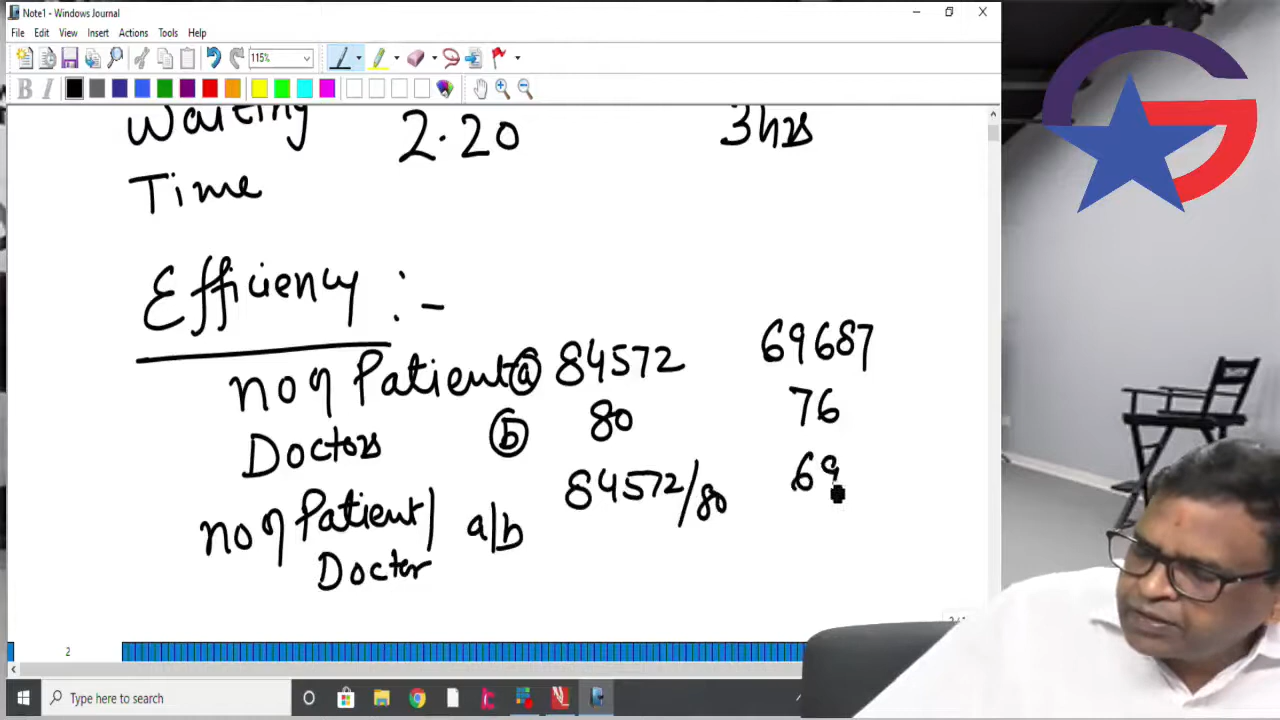 Note1 - Windows Journal
File Edit View Insert Actions Tools Help
115%
B I
Waiting 2.20 3hrs
Time
Efficiency :-
no of Patient a 84572 69687
Doctors b 80 76
no of Patient/ a/b 84572/80 69
Doctor
2
Type here to search
G